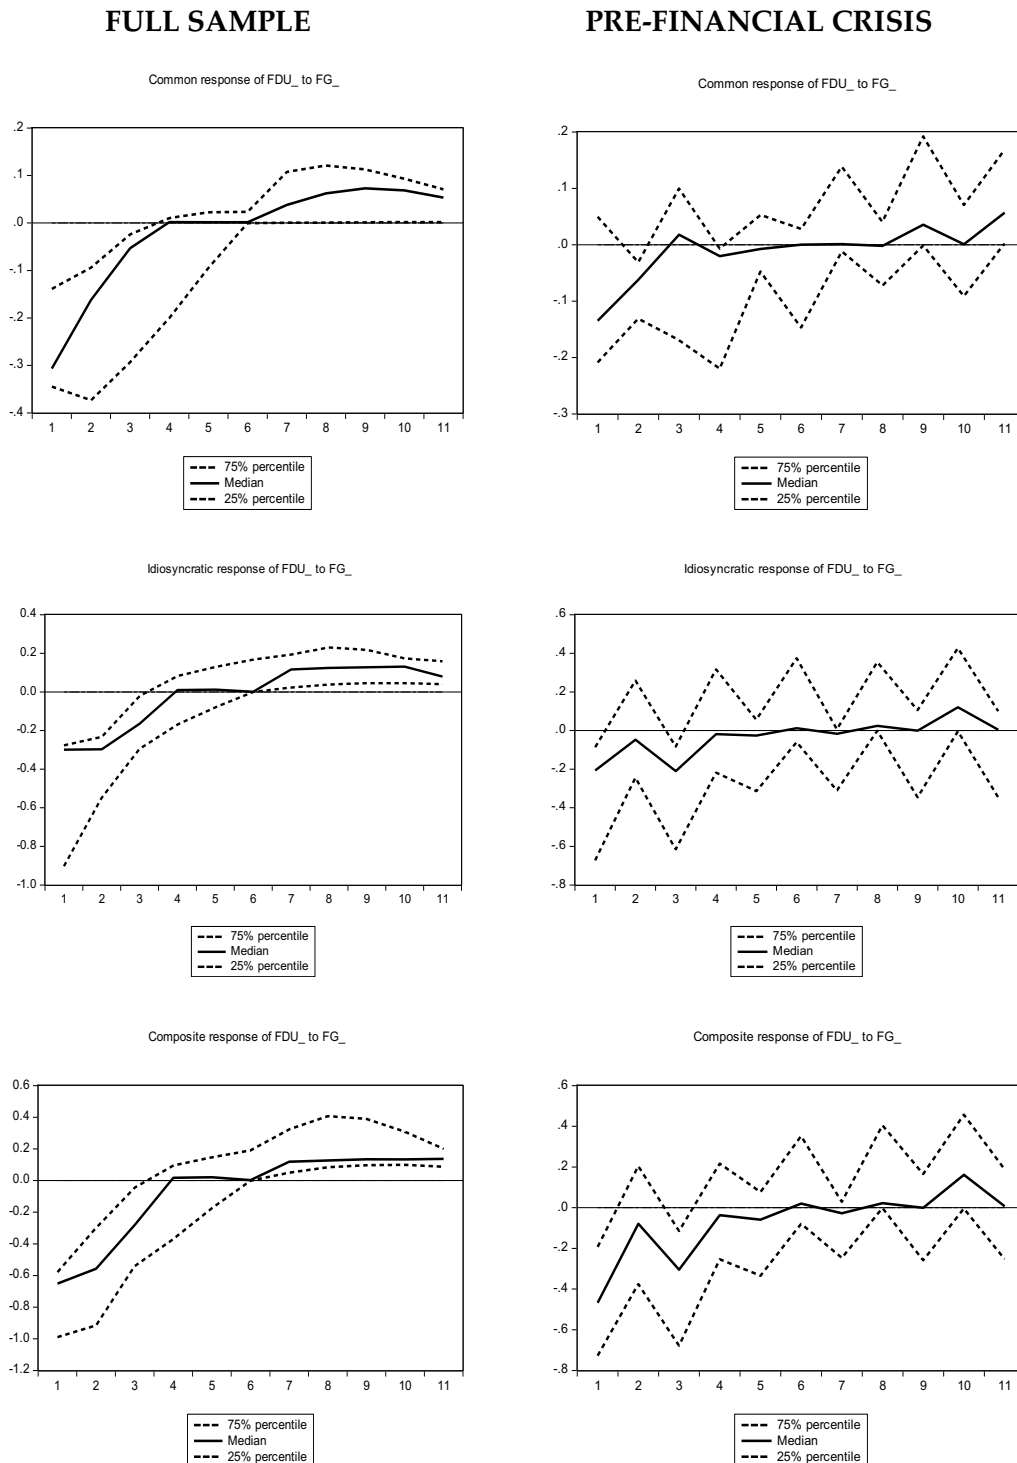 FULL SAMPLE
PRE-FINANCIAL CRISIS
Common response of FDU_ to FG_
.2
.1
.0
-.1
-.2
-.3
-.4
1 2 3 4 5 6 7 8 9 10 11
75% percentile
Median
25% percentile
Common response of FDU_ to FG_
.2
.1
.0
-.1
-.2
-.3
1 2 3 4 5 6 7 8 9 10 11
75% percentile
Median
25% percentile
Idiosyncratic response of FDU_ to FG_
0.4
0.2
0.0
-0.2
-0.4
-0.6
-0.8
-1.0
1 2 3 4 5 6 7 8 9 10 11
75% percentile
Median
25% percentile
Idiosyncratic response of FDU_ to FG_
.6
.4
.2
.0
-.2
-.4
-.6
-.8
1 2 3 4 5 6 7 8 9 10 11
75% percentile
Median
25% percentile
Composite response of FDU_ to FG_
0.6
0.4
0.2
0.0
-0.2
-0.4
-0.6
-0.8
-1.0
-1.2
1 2 3 4 5 6 7 8 9 10 11
75% percentile
Median
25% percentile
Composite response of FDU_ to FG_
.6
.4
.2
.0
-.2
-.4
-.6
-.8
1 2 3 4 5 6 7 8 9 10 11
75% percentile
Median
25% percentile